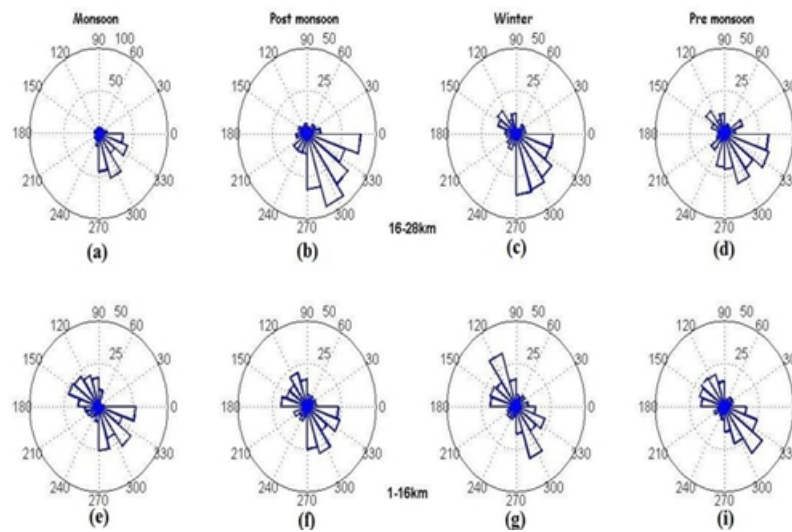 Monsoon Post monsoon Winter Pre monsoon
90 100 90 50 90 50 90 50
120 60 120 60 120 60 120 60
50 25 25 25
150 30 150 30 150 30 150 30
180 0 180 0 180 0 180 0
210 330 210 330 210 330 210 330
240 300 240 300 240 300 240 300
270 270 270 270
(a) (b) 16-28km (c) (d)
90 50 90 50 90 50 90 50
120 60 120 60 120 60 120 60
25 25 25 25
150 30 150 30 150 30 150 30
180 0 180 0 180 0 180 0
210 330 210 330 210 330 210 330
240 300 240 300 240 300 240 300
270 270 270 270
(e) (f) 1-16km (g) (i)